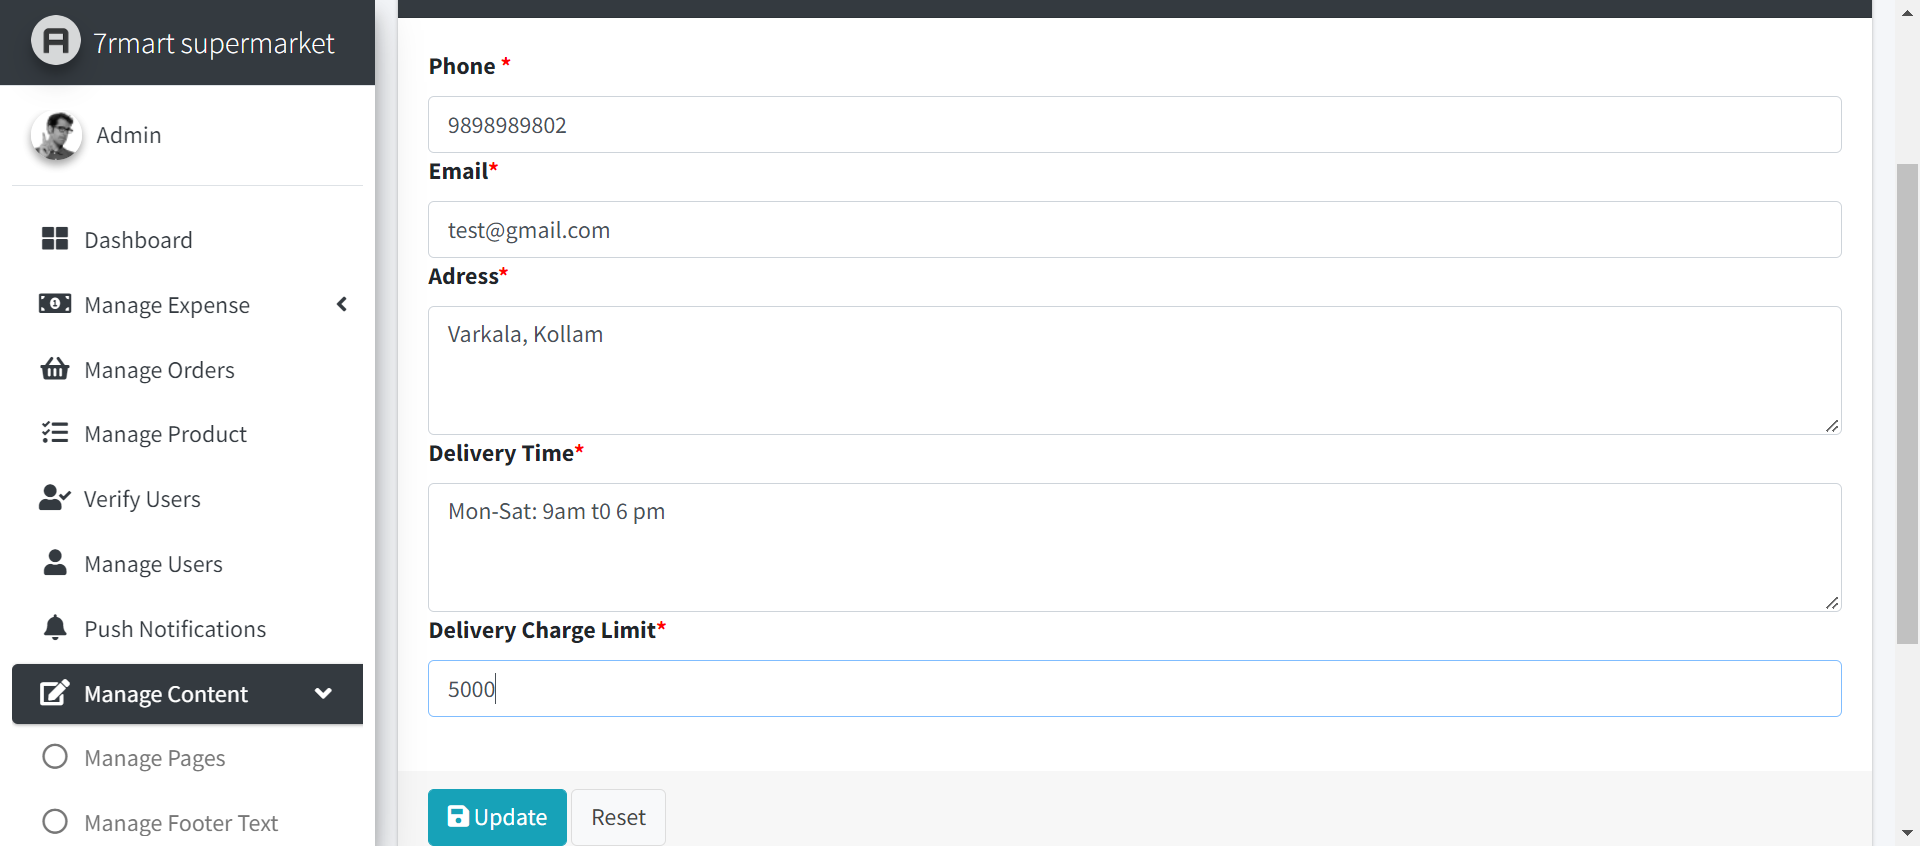 7rmart supermarket
Admin
Dashboard
Manage Expense
Manage Orders
Manage Product
Verify Users
Manage Users
Push Notifications
Manage Content
Manage Pages
Manage Footer Text
Phone *
9898989802
Email*
test@gmail.com
Adress*
Varkala, Kollam
Delivery Time*
Mon-Sat: 9am t0 6 pm
Delivery Charge Limit*
5000
Update
Reset